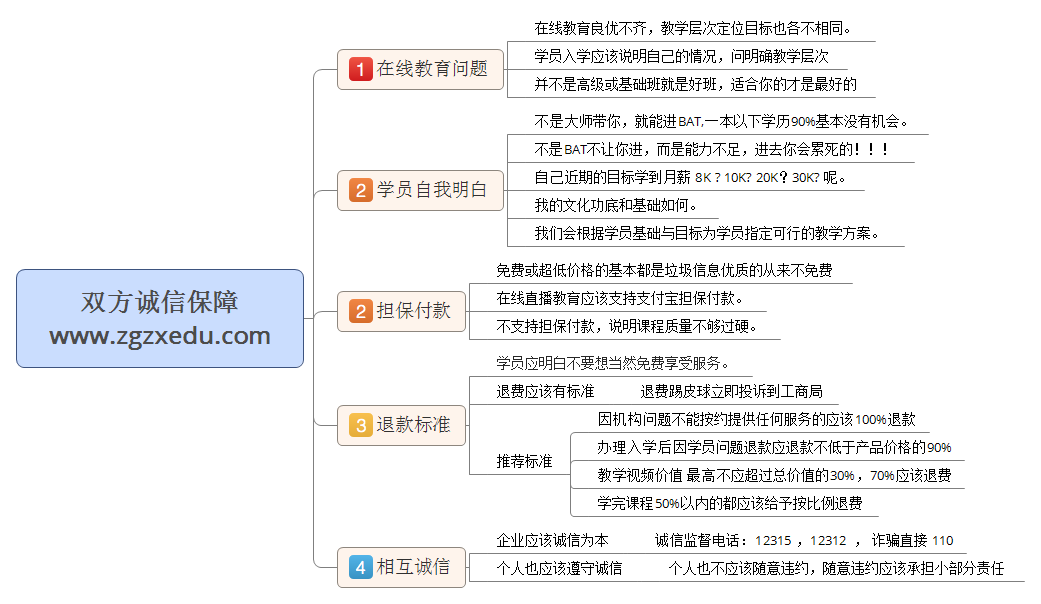 双方诚信保障
www.zgzxedu.com
1 在线教育问题
在线教育良优不齐，教学层次定位目标也各不相同。
学员入学应该说明自己的情况，问明确教学层次
并不是高级或基础班就是好班，适合你的才是最好的
2 学员自我明白
不是大师带你，就能进BAT,一本以下学历90%基本没有机会。
不是BAT不让你进，而是能力不足，进去你会累死的！！！
自己近期的目标学到月薪 8K ? 10K? 20K？30K? 呢。
我的文化功底和基础如何。
我们会根据学员基础与目标为学员指定可行的教学方案。
2 担保付款
免费或超低价格的基本都是垃圾信息优质的从来不免费
在线直播教育应该支持支付宝担保付款。
不支持担保付款，说明课程质量不够过硬。
3 退款标准
学员应明白不要想当然免费享受服务。
退费应该有标准 退费踢皮球立即投诉到工商局
推荐标准
因机构问题不能按约提供任何服务的应该100%退款
办理入学后因学员问题退款应退款不低于产品价格的90%
教学视频价值 最高不应超过总价值的30%，70%应该退费
学完课程50%以内的都应该给予按比例退费
4 相互诚信
企业应该诚信为本 诚信监督电话：12315 ，12312 ， 诈骗直接 110
个人也应该遵守诚信 个人也不应该随意违约，随意违约应该承担小部分责任